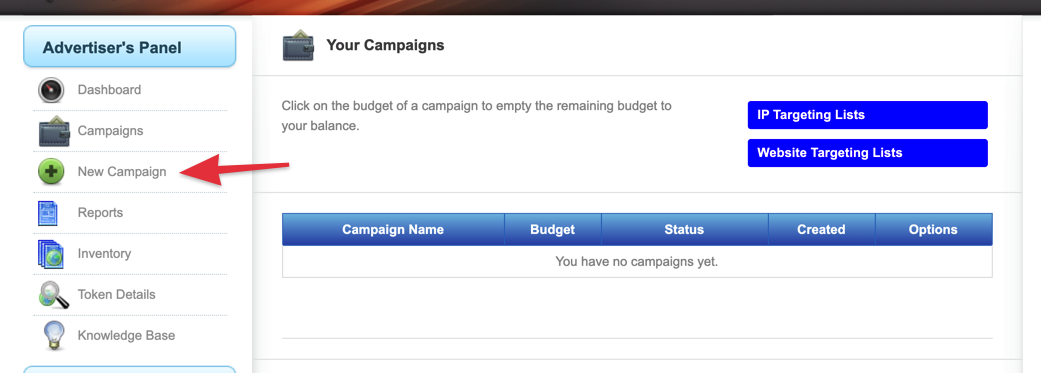 Advertiser's Panel
Dashboard
Campaigns
New Campaign
Reports
Inventory
Token Details
Knowledge Base
Your Campaigns
Click on the budget of a campaign to empty the remaining budget to
your balance.
IP Targeting Lists
Website Targeting Lists
Campaign Name Budget Status Created Options
You have no campaigns yet.